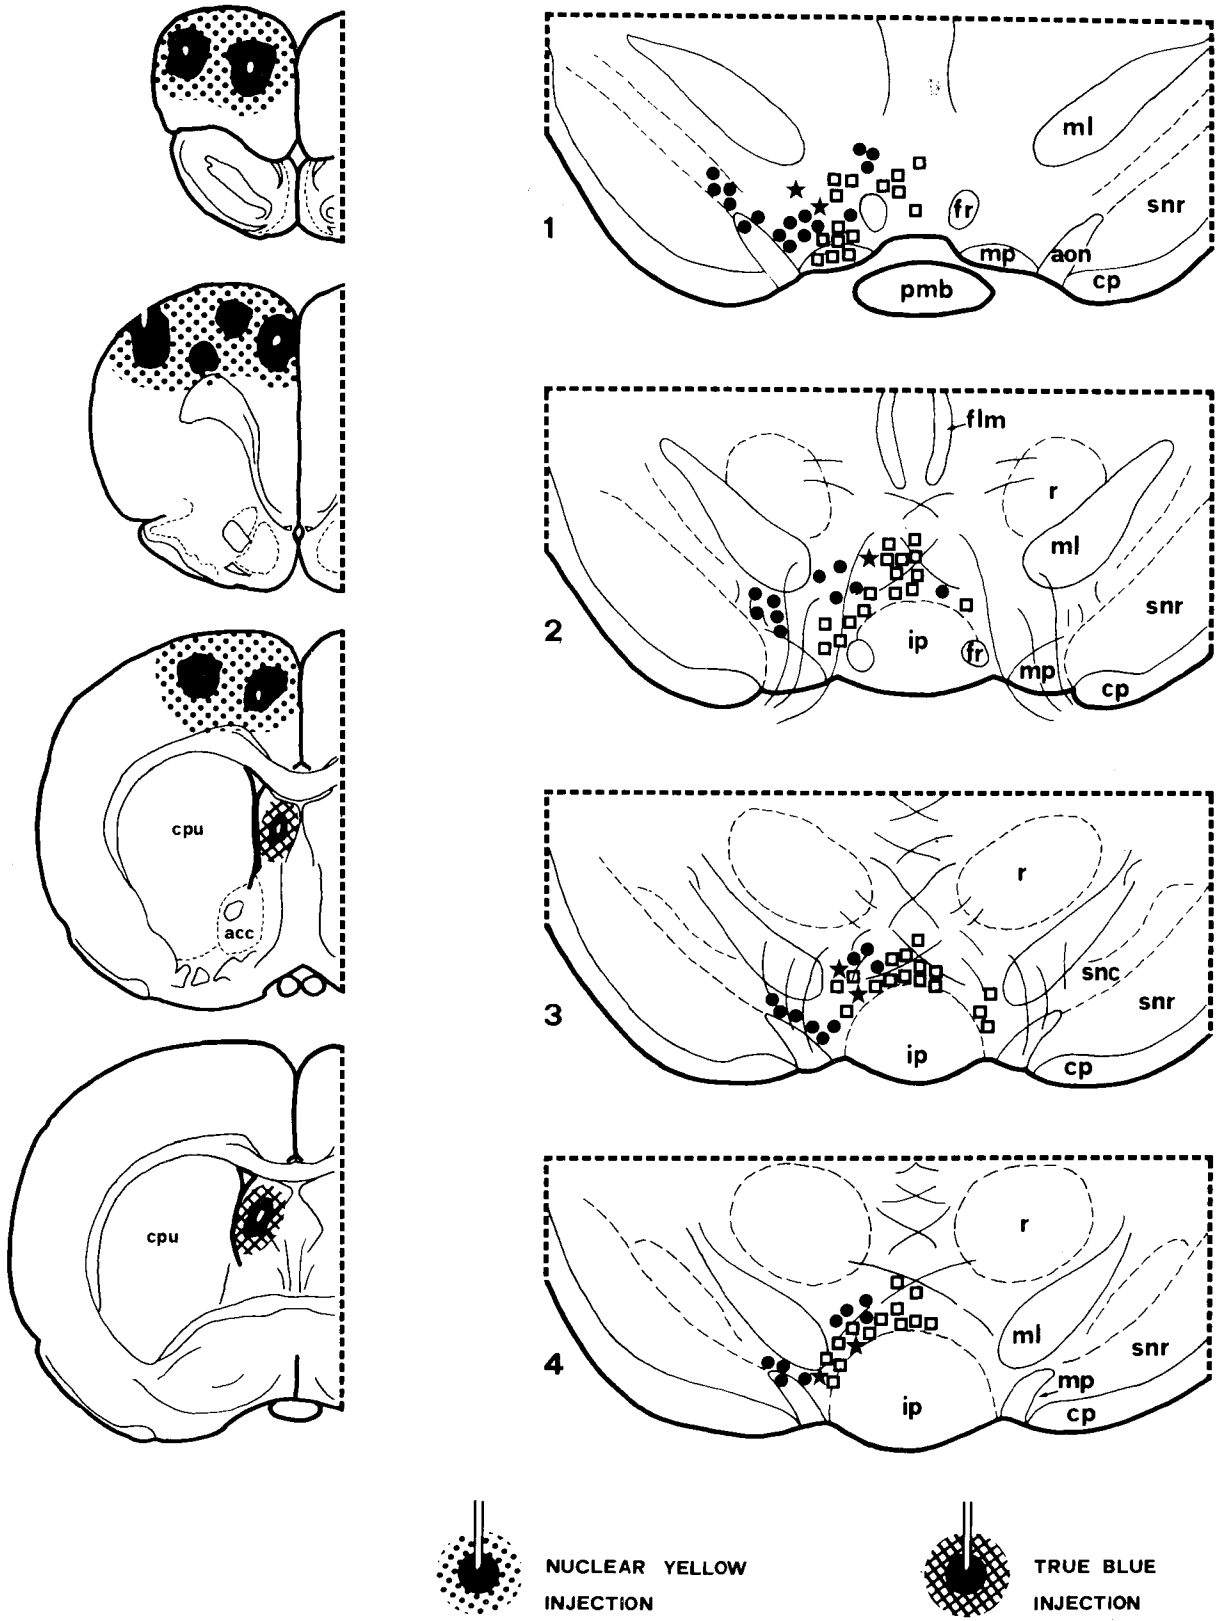 cpu
acc
cpu
1
ml
fr
snr
mp
aon
cp
pmb
2
flm
r
ml
snr
ip
fr
mp
cp
3
r
snc
snr
ip
cp
4
r
ml
snr
mp
ip
cp
NUCLEAR YELLOW
INJECTION
TRUE BLUE
INJECTION